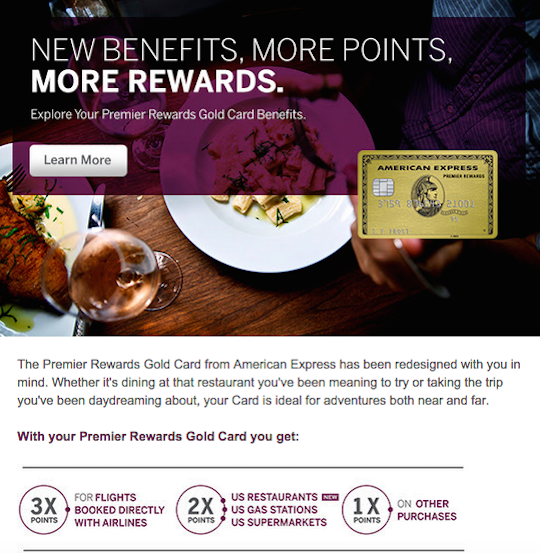 NEW BENEFITS, MORE POINTS,
MORE REWARDS.
Explore Your Premier Rewards Gold Card Benefits.
Learn More
AMERICAN EXPRESS
PREMIER REWARDS
The Premier Rewards Gold Card from American Express has been redesigned with you in
mind. Whether it's dining at that restaurant you've been meaning to try or taking the trip
you've been daydreaming about, your Card is ideal for adventures both near and far.
With your Premier Rewards Gold Card you get:
3X
POINTS
FOR FLIGHTS
BOOKED DIRECTLY
WITH AIRLINES
2X
POINTS
US RESTAURANTS NEW
US GAS STATIONS
US SUPERMARKETS
1X
POINTS
ON OTHER
PURCHASES